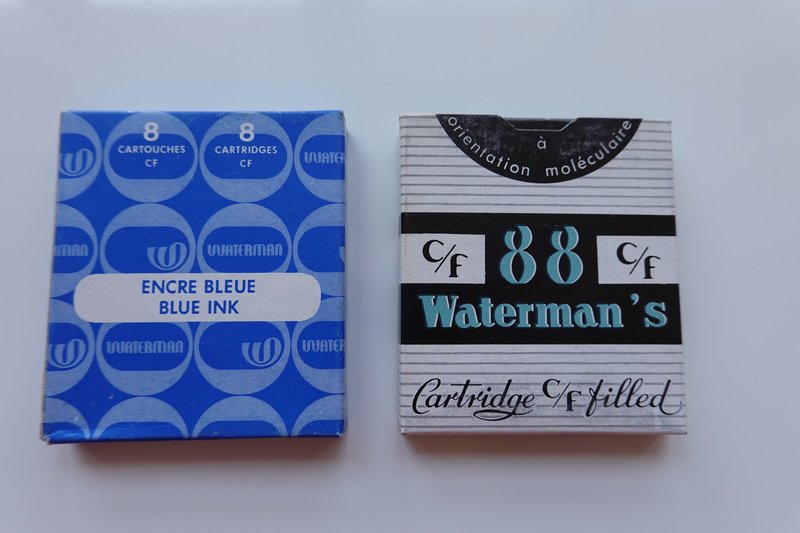 8 8
CARTOUCHES CARTRIDGES
CF CF
WATERMAN
WATERMAN
ENCRE BLEUE
BLUE INK
WATERMAN
à
orientation moléculaire
C/F 88 C/F
Waterman's
Cartridge C/F filled